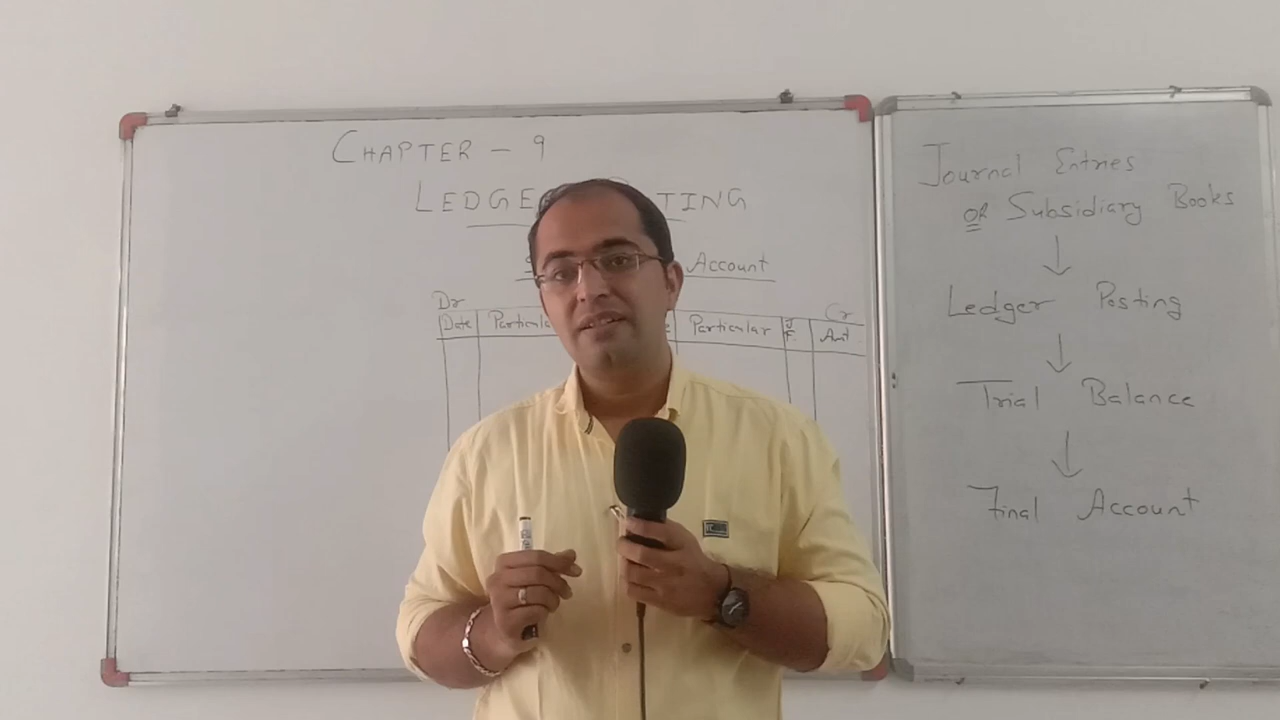 CHAPTER - 9
LEDGE TING
Account
Dr Cr
Date Particula Particular J.F. Amt.
Journal Entries
OR Subsidiary Books
↓
Ledger Posting
↓
Trial Balance
↓
Final Account